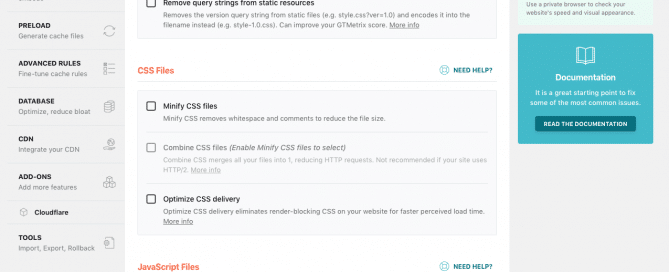 PRELOAD
Generate cache files
ADVANCED RULES
Fine-tune cache rules
DATABASE
Optimize, reduce bloat
CDN
Integrate your CDN
ADD-ONS
Add more features
Cloudflare
TOOLS
Import, Export, Rollback
Remove query strings from static resources
Removes the version query string from static files (e.g. style.css?ver=1.0) and encodes it into the
filename instead (e.g. style-1.0.css). Can improve your GTMetrix score. More info
CSS Files
NEED HELP?
Minify CSS files
Minify CSS removes whitespace and comments to reduce the file size.
Combine CSS files (Enable Minify CSS files to select)
Combine CSS merges all your files into 1, reducing HTTP requests. Not recommended if your site uses
HTTP/2. More info
Optimize CSS delivery
Optimize CSS delivery eliminates render-blocking CSS on your website for faster perceived load time.
More info
JavaScript Files
NEED HELP?
Use a private browser to check your
website's speed and visual appearance.
Documentation
It is a great starting point to fix
some of the most common issues.
READ THE DOCUMENTATION